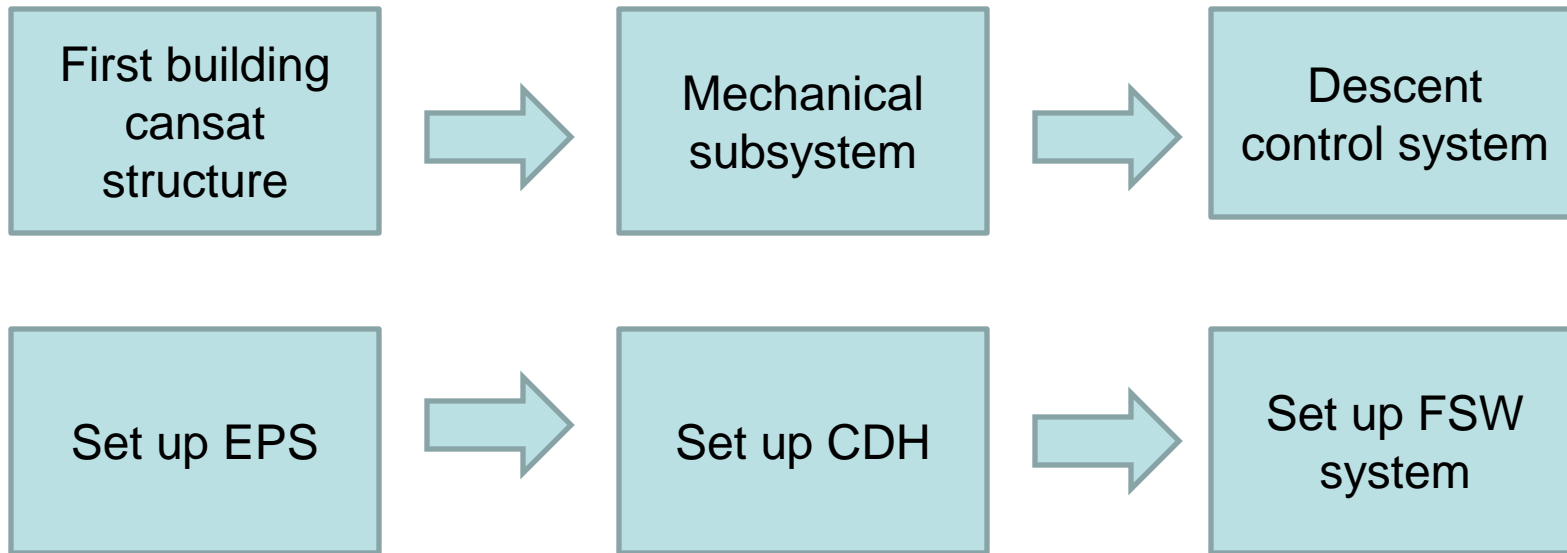 First building
cansat
structure
Mechanical
subsystem
Descent
control system
Set up EPS
Set up CDH
Set up FSW
system